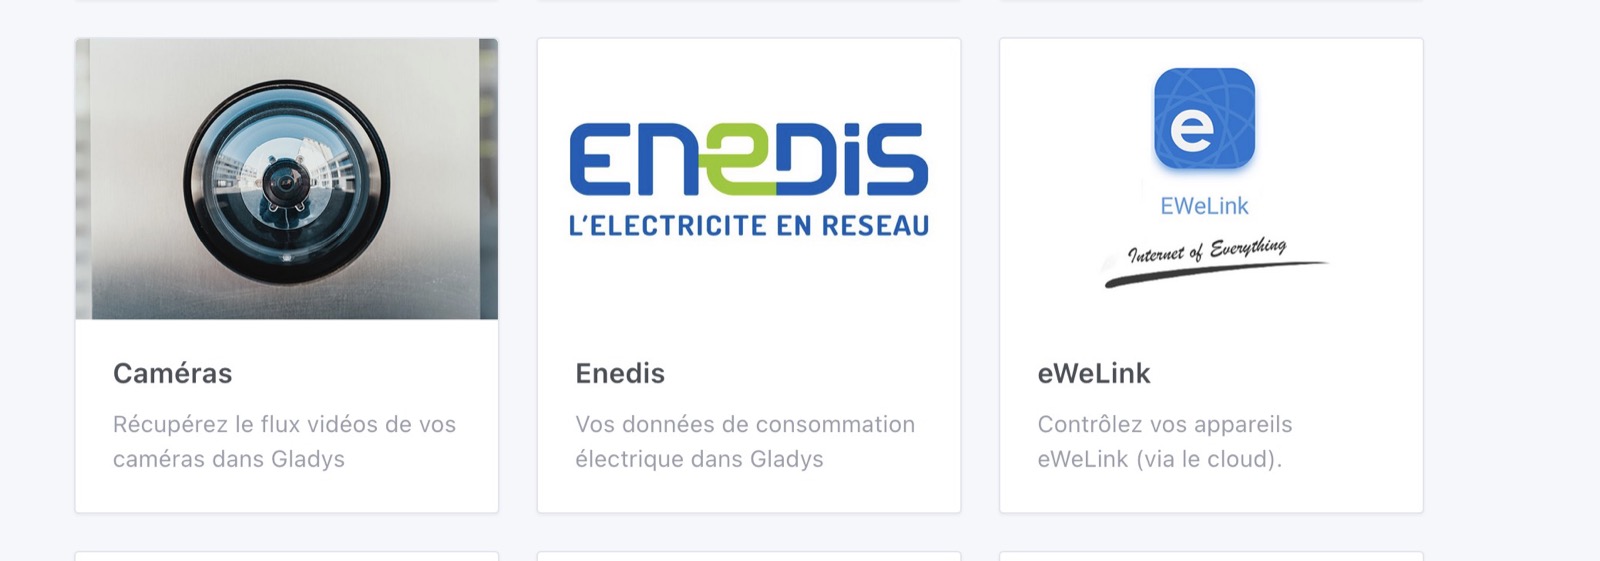 Enedis
L'ELECTRICITE EN RESEAU
e
EWeLink
Internet of Everything
Caméras
Récupérez le flux vidéos de vos
caméras dans Gladys
Enedis
Vos données de consommation
électrique dans Gladys
eWeLink
Contrôlez vos appareils
eWeLink (via le cloud).